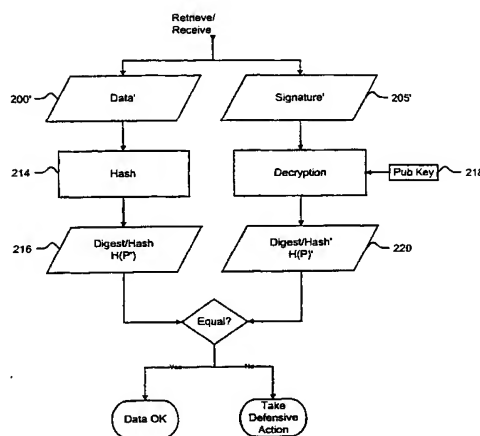 Retrieve/
Receive
200'
Data'
Signature'
205'
214
Hash
Decryption
Pub Key
218
216
Digest/Hash
H(P')
Digest/Hash'
H(P)'
220
Equal?
Yes
No
Data OK
Take
Defensive
Action